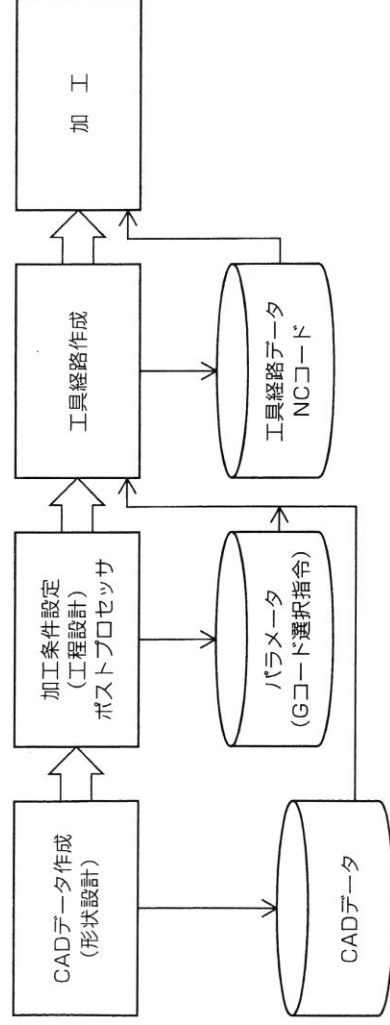 CADデータ作成
(形状設計)
加工条件設定
(工程設計)
ポストプロセッサ
工具経路作成
加 工
CADデータ
パラメータ
(Gコード選択指令)
工具経路データ
NCコード